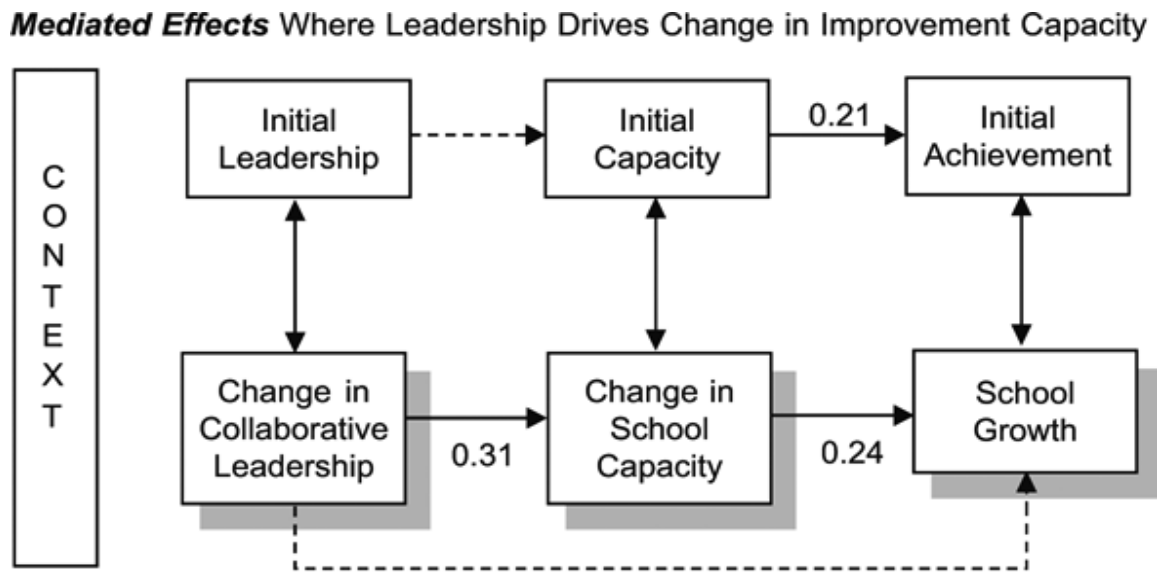 Mediated Effects Where Leadership Drives Change in Improvement Capacity
CONTEXT
Initial
Leadership
Initial
Capacity
0.21
Initial
Achievement
Change in
Collaborative
Leadership
0.31
Change in
School
Capacity
0.24
School
Growth